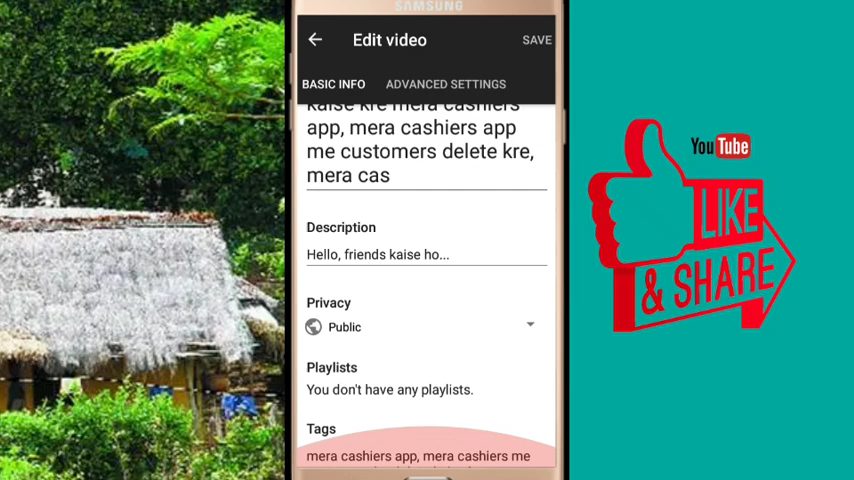 SAMSUNG
Edit video
SAVE
BASIC INFO
ADVANCED SETTINGS
kaise kre mera cashiers
app, mera cashiers app
me customers delete kre,
mera cas
Description
Hello, friends kaise ho...
Privacy
Public
Playlists
You don't have any playlists.
Tags
mera cashiers app, mera cashiers me
YouTube
LIKE
& SHARE